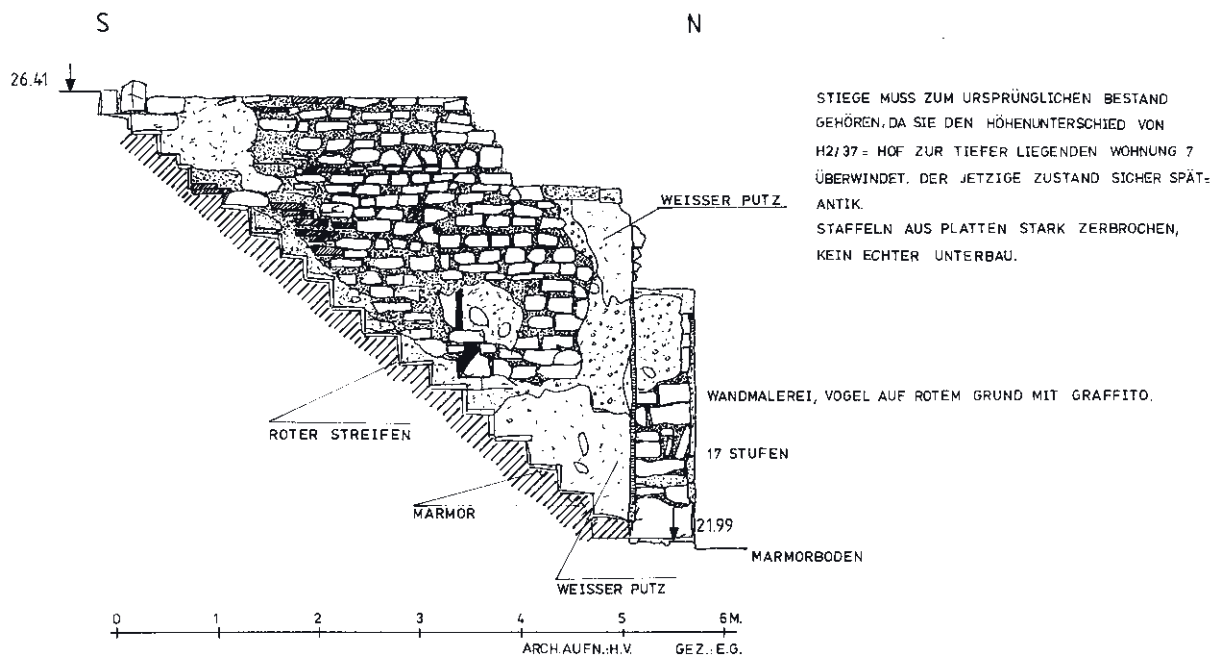 S
N
26.41
STIEGE MUSS ZUM URSPRÜNGLICHEN BESTAND
GEHÖREN, DA SIE DEN HÖHENUNTERSCHIED VON
H2/37= HOF ZUR TIEFER LIEGENDEN WOHNUNG 7
ÜBERWINDET. DER JETZIGE ZUSTAND SICHER SPÄT=
ANTIK.
STAFFELN AUS PLATTEN STARK ZERBROCHEN,
KEIN ECHTER UNTERBAU.
WEISSER PUTZ
WANDMALEREI, VOGEL AUF ROTEM GRUND MIT GRAFFITO.
ROTER STREIFEN
17 STUFEN
MARMOR
21.99
MARMORBODEN
WEISSER PUTZ
0 1 2 3 4 5 6 M.
ARCH.AUFN.:H.V. GEZ.:E.G.